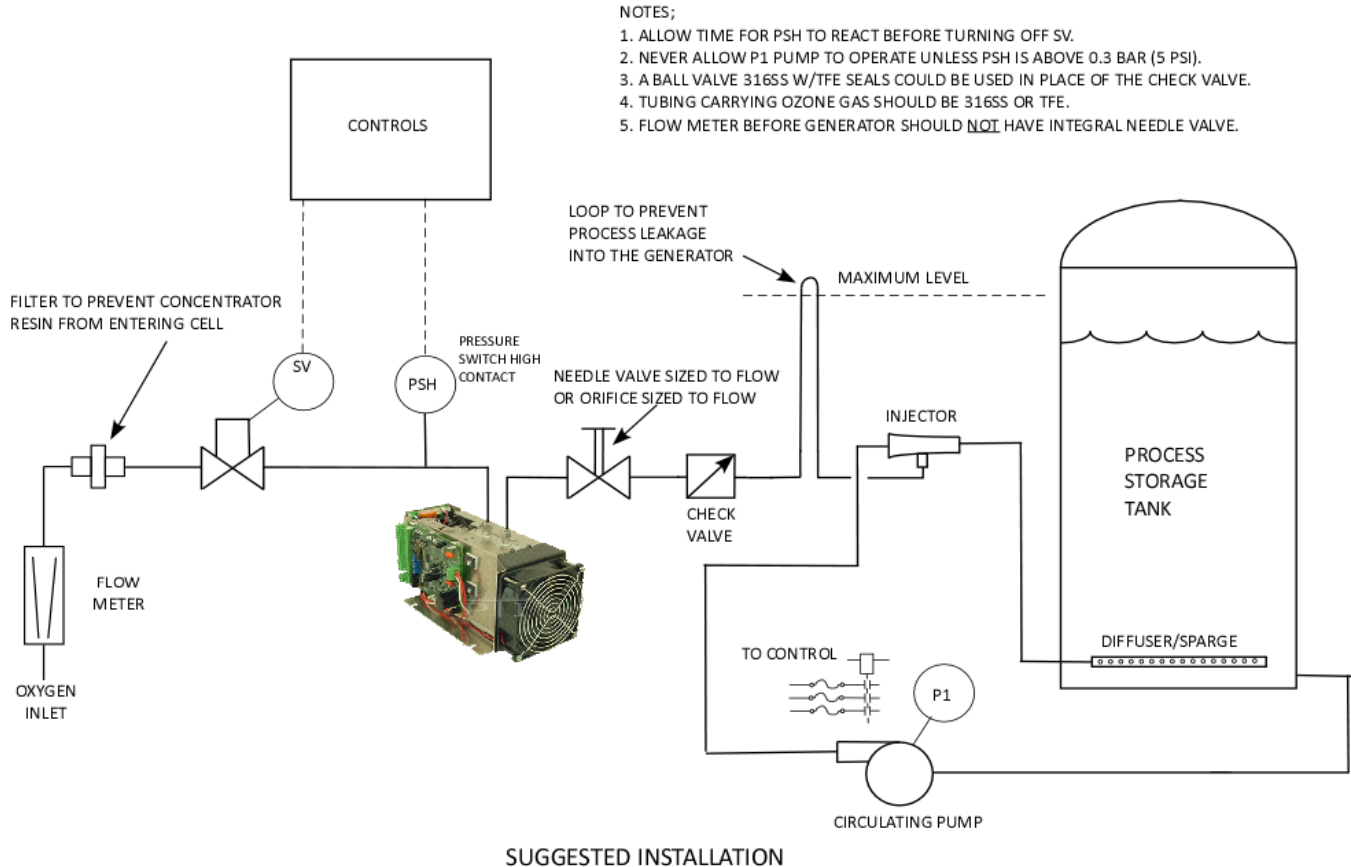 NOTES;
1. ALLOW TIME FOR PSH TO REACT BEFORE TURNING OFF SV.
2. NEVER ALLOW P1 PUMP TO OPERATE UNLESS PSH IS ABOVE 0.3 BAR (5 PSI).
3. A BALL VALVE 316SS W/TFE SEALS COULD BE USED IN PLACE OF THE CHECK VALVE.
4. TUBING CARRYING OZONE GAS SHOULD BE 316SS OR TFE.
5. FLOW METER BEFORE GENERATOR SHOULD NOT HAVE INTEGRAL NEEDLE VALVE.
CONTROLS
LOOP TO PREVENT
PROCESS LEAKAGE
INTO THE GENERATOR
MAXIMUM LEVEL
FILTER TO PREVENT CONCENTRATOR
RESIN FROM ENTERING CELL
SV
PSH
PRESSURE
SWITCH HIGH
CONTACT
NEEDLE VALVE SIZED TO FLOW
OR ORIFICE SIZED TO FLOW
INJECTOR
PROCESS
STORAGE
TANK
CHECK
VALVE
FLOW
METER
OXYGEN
INLET
DIFFUSER/SPARGE
TO CONTROL
P1
CIRCULATING PUMP
SUGGESTED INSTALLATION